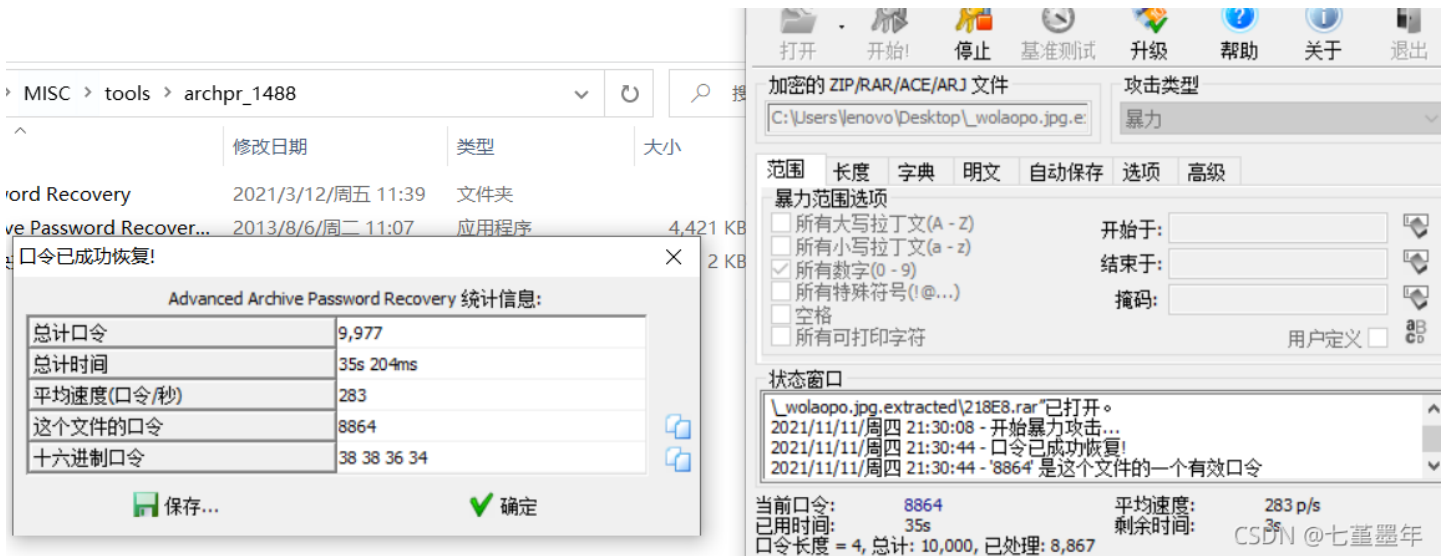 MISC > tools > archpr_1488
修改日期 类型 大小
ord Recovery 2021/3/12/周五 11:39 文件夹
ve Password Recover... 2013/8/6/周二 11:07 应用程序 4,421 KB
2 KB
口令已成功恢复!
Advanced Archive Password Recovery 统计信息:
总计口令 9,977
总计时间 35s 204ms
平均速度(口令/秒) 283
这个文件的口令 8864
十六进制口令 38 38 36 34
保存... 确定
打开 开始! 停止 基准测试 升级 帮助 关于 退出
加密的 ZIP/RAR/ACE/ARJ 文件 攻击类型
C:\Users\lenovo\Desktop\_wolaopo.jpg.e 暴力
范围 长度 字典 明文 自动保存 选项 高级
暴力范围选项
所有大写拉丁文(A - Z)
所有小写拉丁文(a - z)
所有数字(0 - 9)
所有特殊符号(!@...)
空格
所有可打印字符
开始于:
结束于:
掩码:
用户定义
状态窗口
\_wolaopo.jpg.extracted\218E8.rar"已打开。
2021/11/11/周四 21:30:08 - 开始暴力攻击...
2021/11/11/周四 21:30:44 - 口令已成功恢复!
2021/11/11/周四 21:30:44 - '8864' 是这个文件的一个有效口令
当前口令: 8864 平均速度: 283 p/s
已用时间: 35s 剩余时间: 3s
口令长度 = 4, 总计: 10,000, 已处理: 8,867
CSDN @七堇墨年